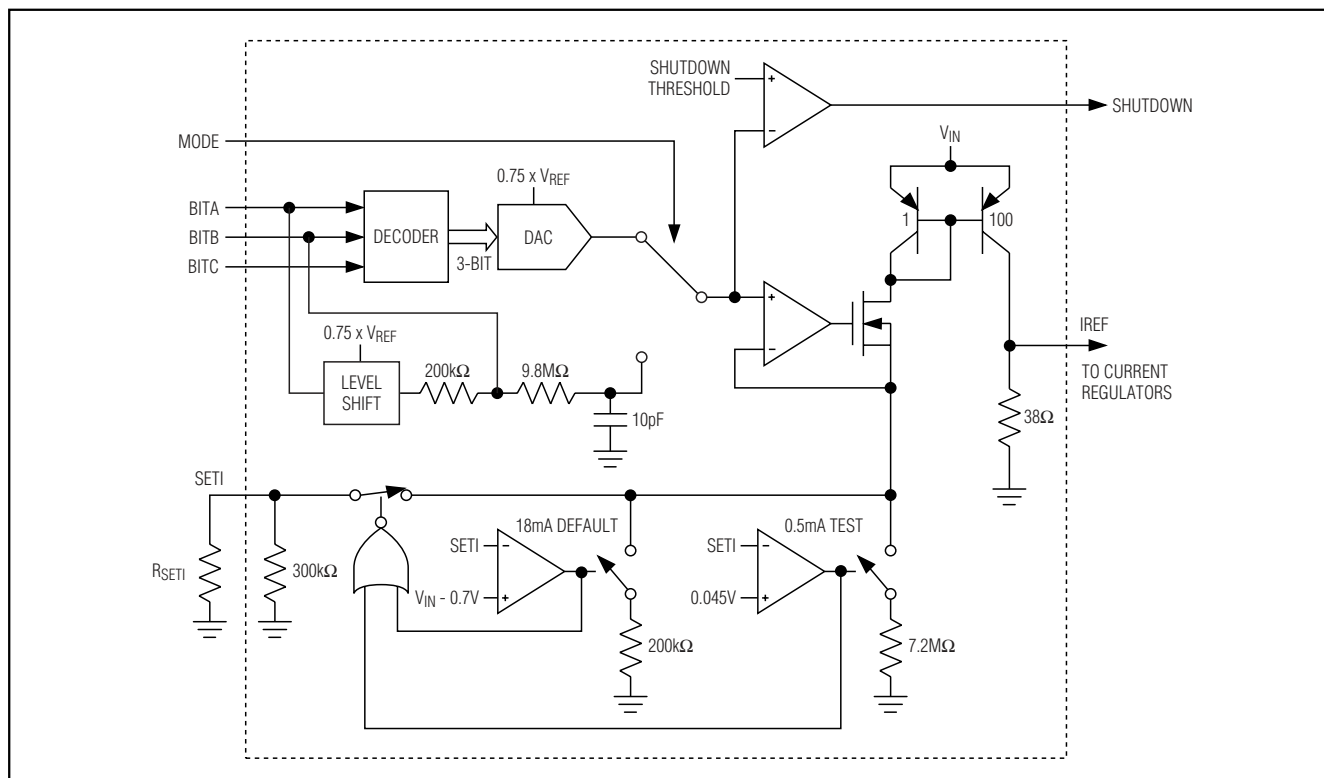 SHUTDOWN
THRESHOLD
+
−
SHUTDOWN
MODE
VIN
0.75 x VREF
BITA
BITB
BITC
DECODER
3-BIT
DAC
1
100
+
−
IREF
TO CURRENT
REGULATORS
0.75 x VREF
LEVEL
SHIFT
200kΩ
9.8MΩ
10pF
38Ω
SETI
RSETI
300kΩ
18mA DEFAULT
SETI
−
VIN - 0.7V
+
200kΩ
0.5mA TEST
SETI
−
0.045V
+
7.2MΩ